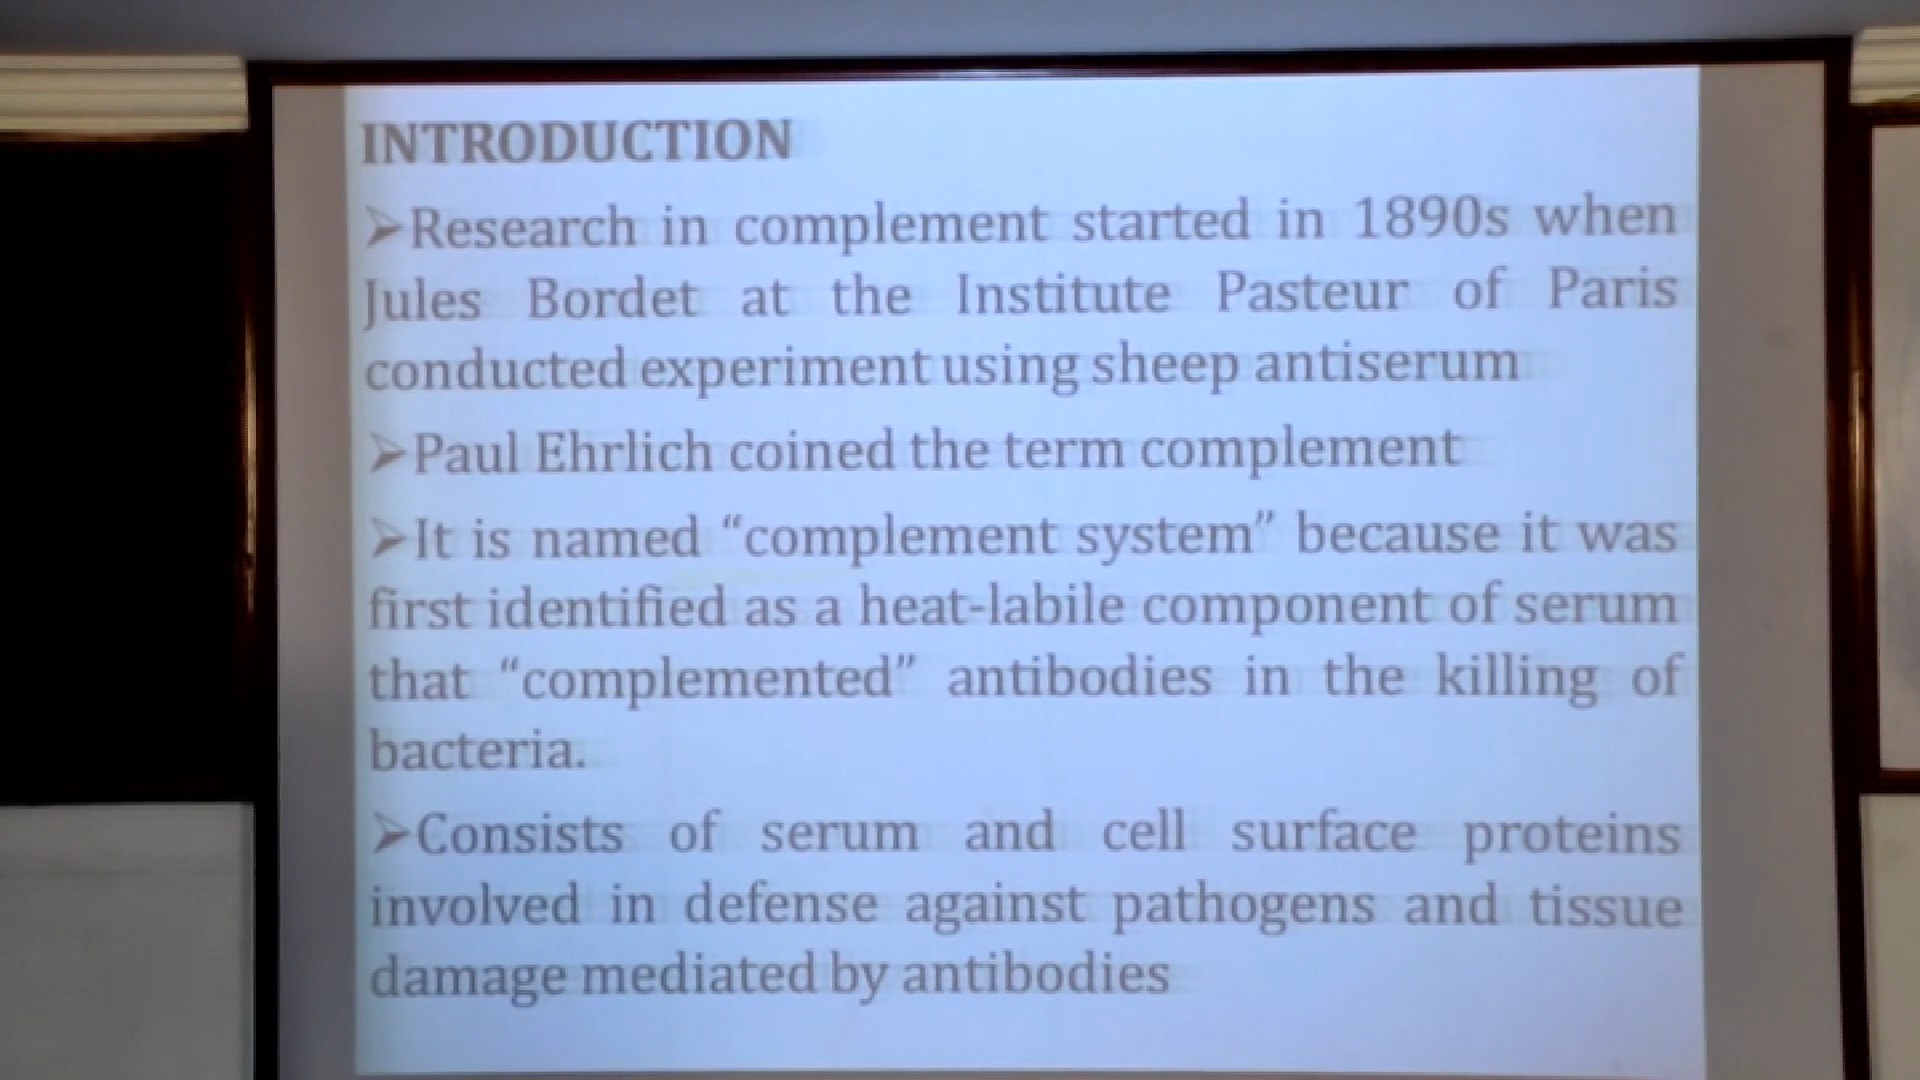 INTRODUCTION
➢Research in complement started in 1890s when
Jules Bordet at the Institute Pasteur of Paris
conducted experiment using sheep antiserum
➢Paul Ehrlich coined the term complement
➢It is named “complement system” because it was
first identified as a heat-labile component of serum
that “complemented” antibodies in the killing of
bacteria.
➢Consists of serum and cell surface proteins
involved in defense against pathogens and tissue
damage mediated by antibodies